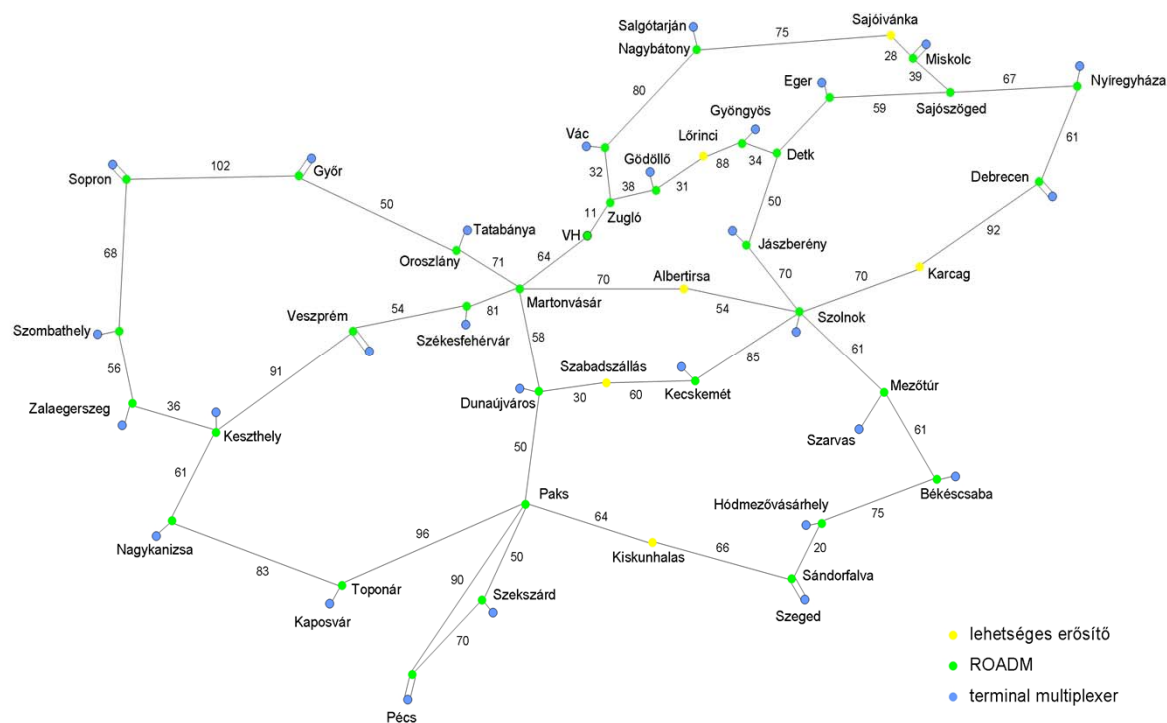 Salgótarján
Sajóivánka
75
Nagybátony
28
Miskolc
39
Nyíregyháza
Eger
67
80
59
Sajószöged
Gyöngyös
Vác
Lőrinci
61
102
Gödöllő
88
34
Detk
Győr
Debrecen
Sopron
32
38
31
11
Zugló
50
50
92
Tatabánya
VH
Jászberény
68
Oroszlány
71
64
70
70
70
Albertirsa
Karcag
Martonvásár
54
81
54
Szolnok
Veszprém
Szombathely
Székesfehérvár
58
61
Szabadszállás
85
91
56
Mezőtúr
Dunaújváros
30
60
Kecskemét
Zalaegerszeg
36
Keszthely
Szarvas
61
50
61
Békéscsaba
Paks
Hódmezővásárhely
64
75
Nagykanizsa
96
Kiskunhalas
20
66
83
50
Sándorfalva
Toponár
90
Szekszárd
Szeged
Kaposvár
70
lehetséges erősítő
ROADM
terminal multiplexer
Pécs